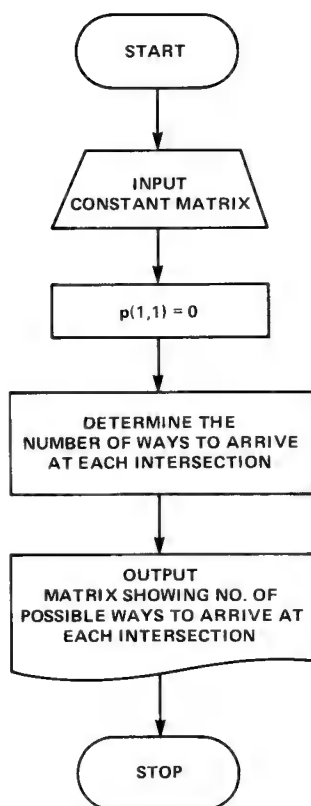 START
INPUT
CONSTANT MATRIX
p(1,1) = 0
DETERMINE THE
NUMBER OF WAYS TO ARRIVE
AT EACH INTERSECTION
OUTPUT
MATRIX SHOWING NO. OF
POSSIBLE WAYS TO ARRIVE AT
EACH INTERSECTION
STOP